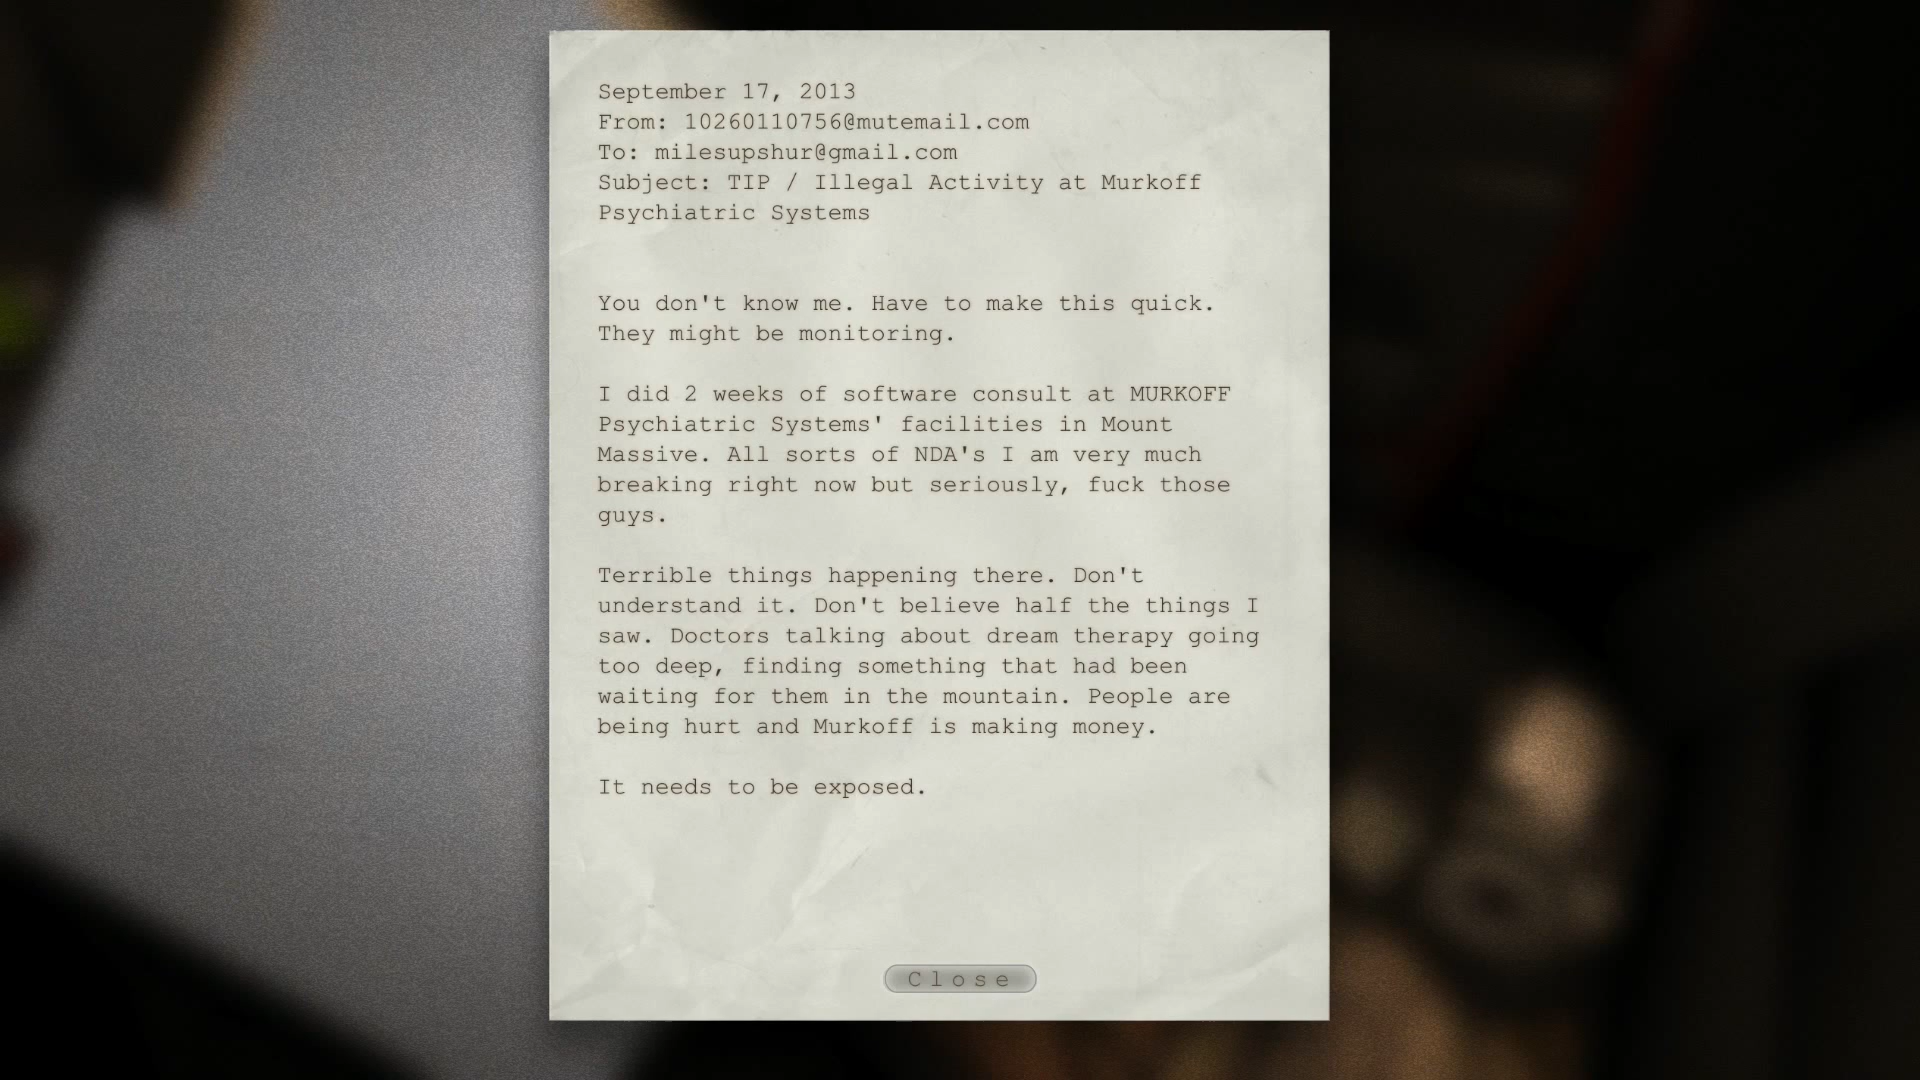 September 17, 2013
From: 10260110756@mutemail.com
To: milesupshur@gmail.com
Subject: TIP / Illegal Activity at Murkoff
Psychiatric Systems
You don't know me. Have to make this quick.
They might be monitoring.
I did 2 weeks of software consult at MURKOFF
Psychiatric Systems' facilities in Mount
Massive. All sorts of NDA's I am very much
breaking right now but seriously, fuck those
guys.
Terrible things happening there. Don't
understand it. Don't believe half the things I
saw. Doctors talking about dream therapy going
too deep, finding something that had been
waiting for them in the mountain. People are
being hurt and Murkoff is making money.
It needs to be exposed.
Close